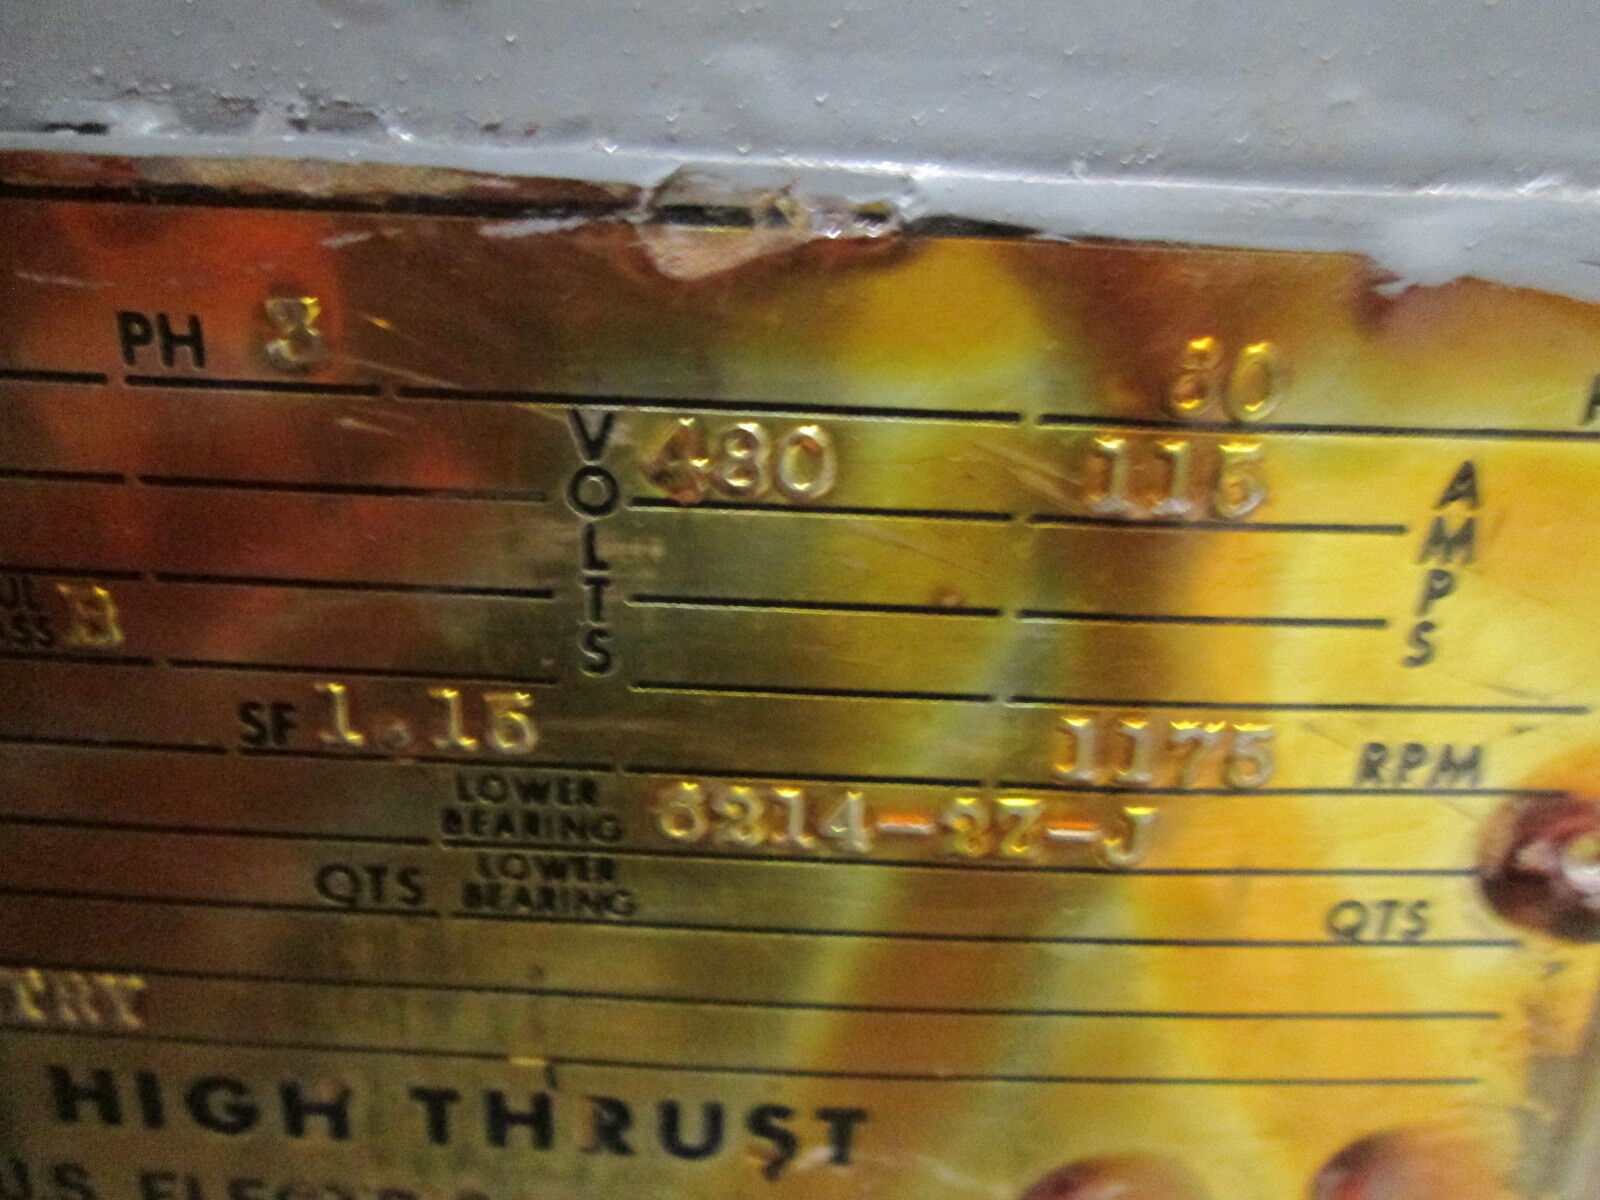 PH 3 80
VOLTS 480 115 AMPS
SF 1.15 1175 RPM
LOWER BEARING 6214-2Z-J
QTS LOWER BEARING QTS
HIGH THRUST